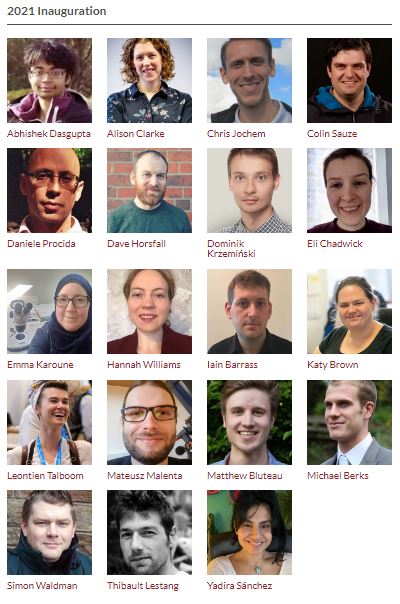 2021 Inauguration
Abhishek Dasgupta
Alison Clarke
Chris Jochem
Colin Sauze
Daniele Procida
Dave Horsfall
Dominik
Krzemiński
Eli Chadwick
Emma Karoune
Hannah Williams
Iain Barrass
Katy Brown
Leontien Talboom
Mateusz Malenta
Matthew Bluteau
Michael Berks
Simon Waldman
Thibault Lestang
Yadira Sánchez